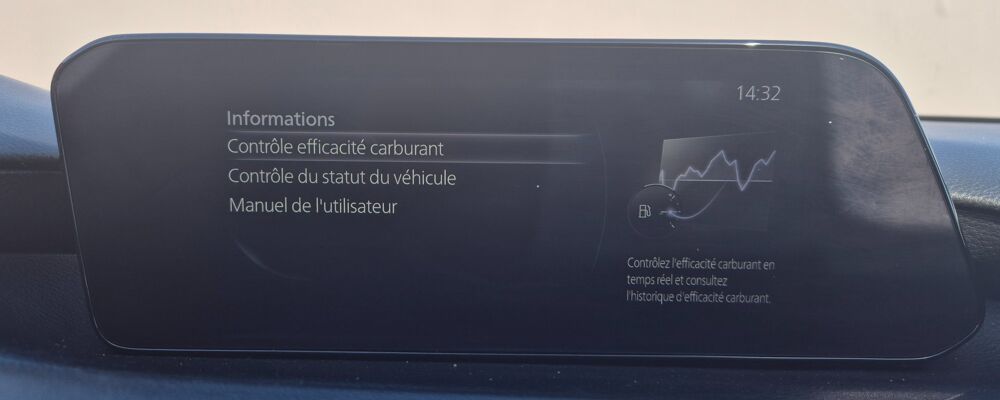 14:32
Informations
Contrôle efficacité carburant
Contrôle du statut du véhicule
Manuel de l'utilisateur
Contrôlez l'efficacité carburant en
temps réel et consultez
l'historique d'efficacité carburant.